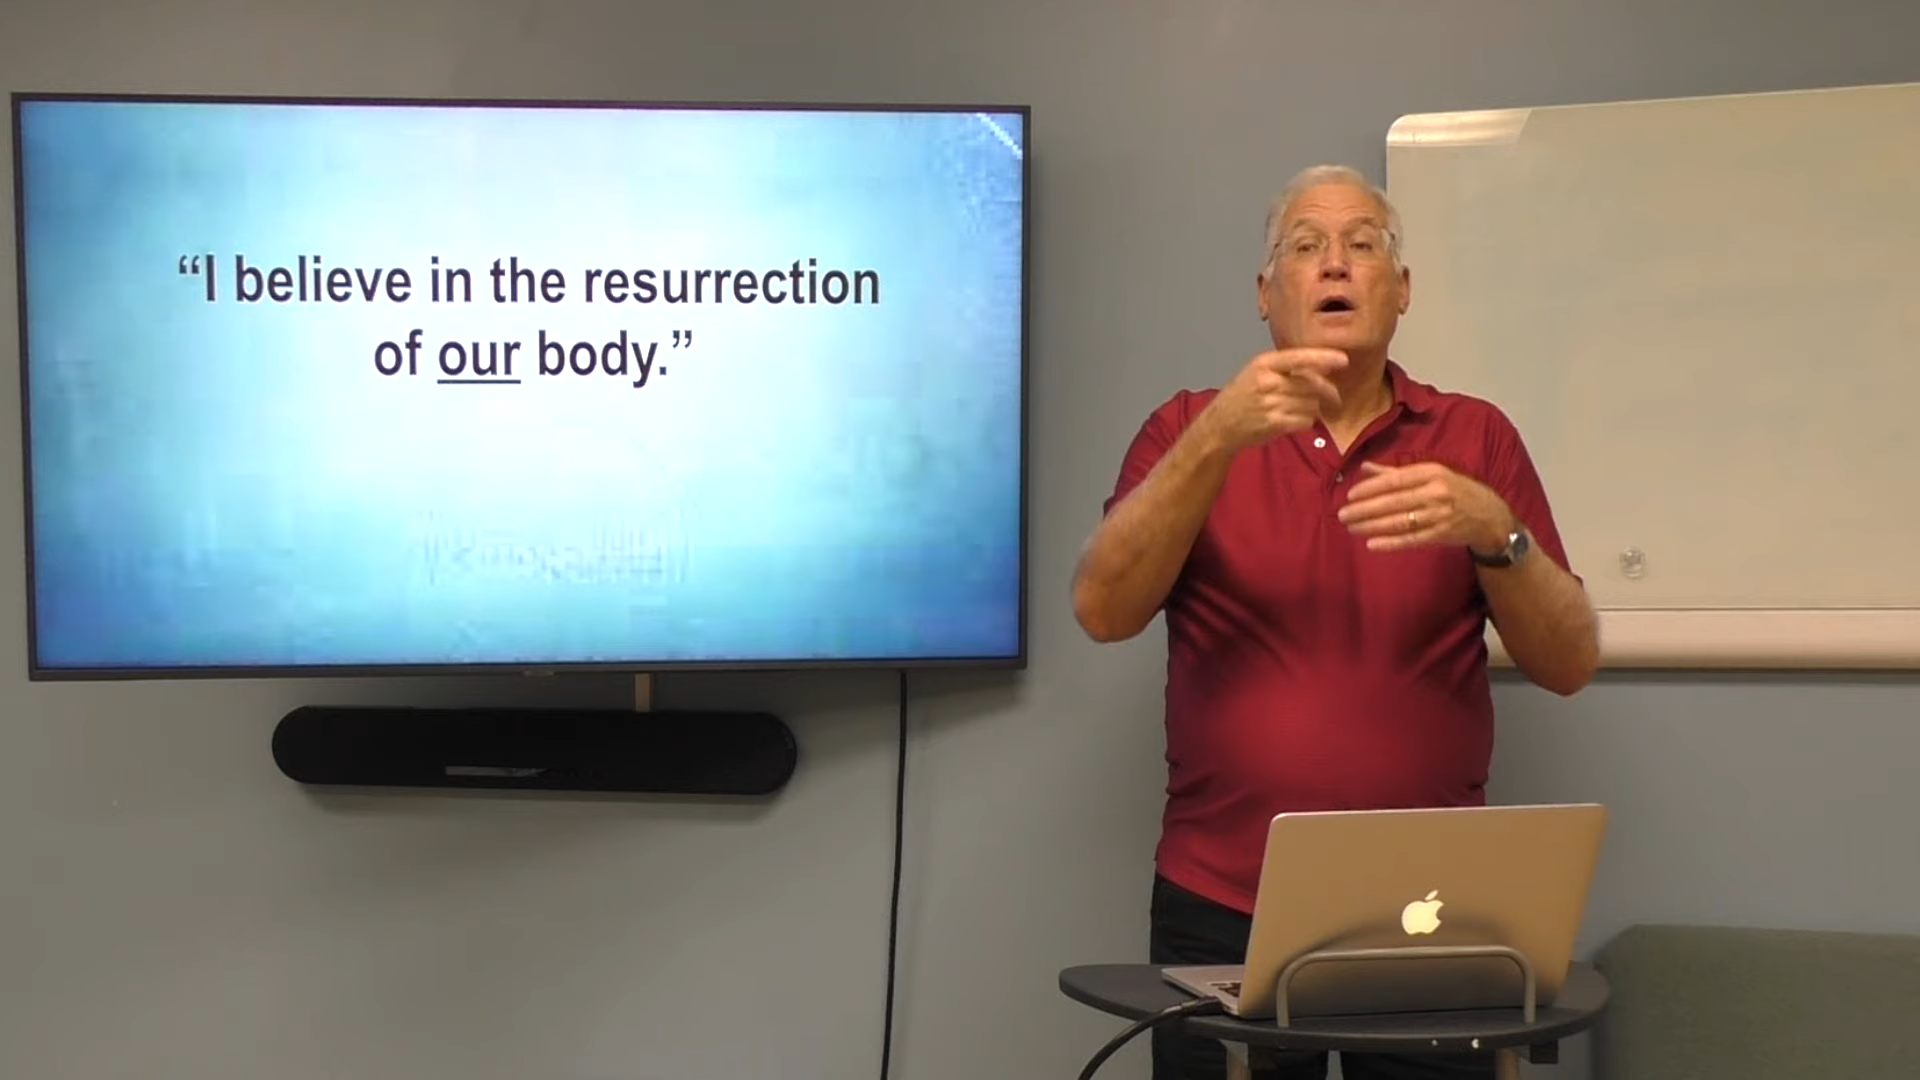 “I believe in the resurrection
of our body.”